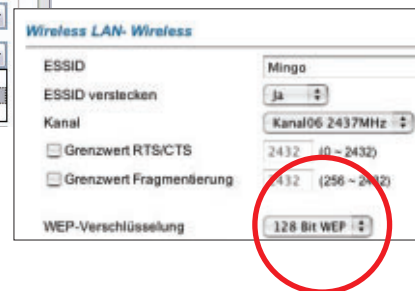 Wireless LAN- Wireless
ESSID Mingo
ESSID verstecken Ja
Kanal Kanal06 2437MHz
Grenzwert RTS/CTS 2432 (0 ~ 2432)
Grenzwert Fragmentierung 2432 (256 ~ 2432)
WEP-Verschlüsselung 128 Bit WEP